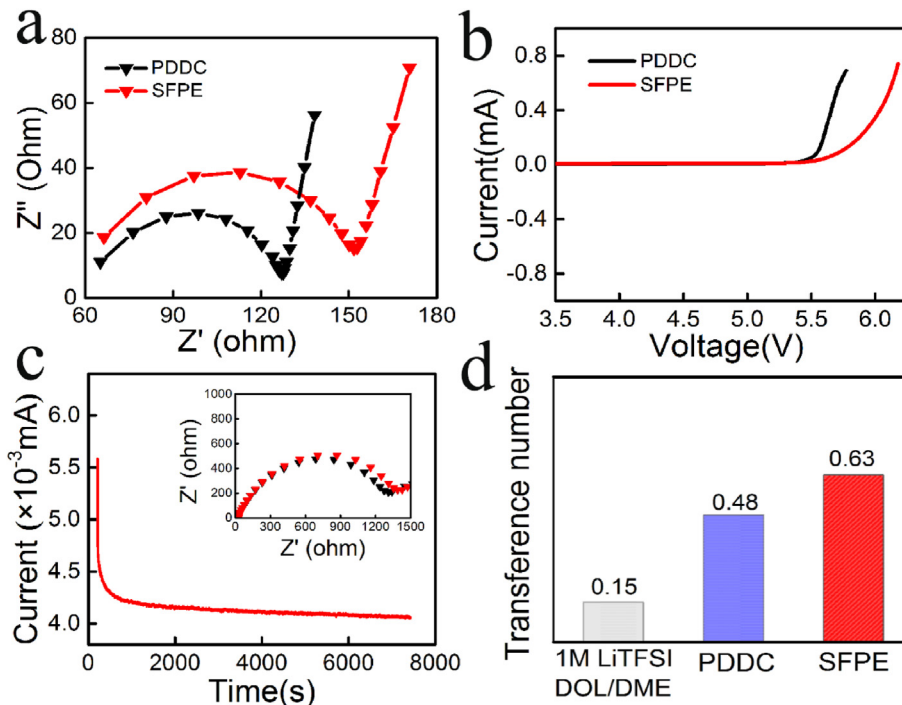 a
80
60
40
20
0
Z" (Ohm)
PDDC
SFPE
60 90 120 150 180
Z' (ohm)
b
0.8
0.4
0.0
-0.4
-0.8
Current(mA)
PDDC
SFPE
3.5 4.0 4.5 5.0 5.5 6.0
Voltage(V)
c
6.0
5.5
5.0
4.5
4.0
Current (×10⁻³mA)
1000
800
600
400
200
0
Z' (ohm)
0 300 600 900 1200 1500
Z' (ohm)
0 2000 4000 6000 8000
Time(s)
d
Transference number
0.15
0.48
0.63
1M LiTFSI
DOL/DME
PDDC
SFPE